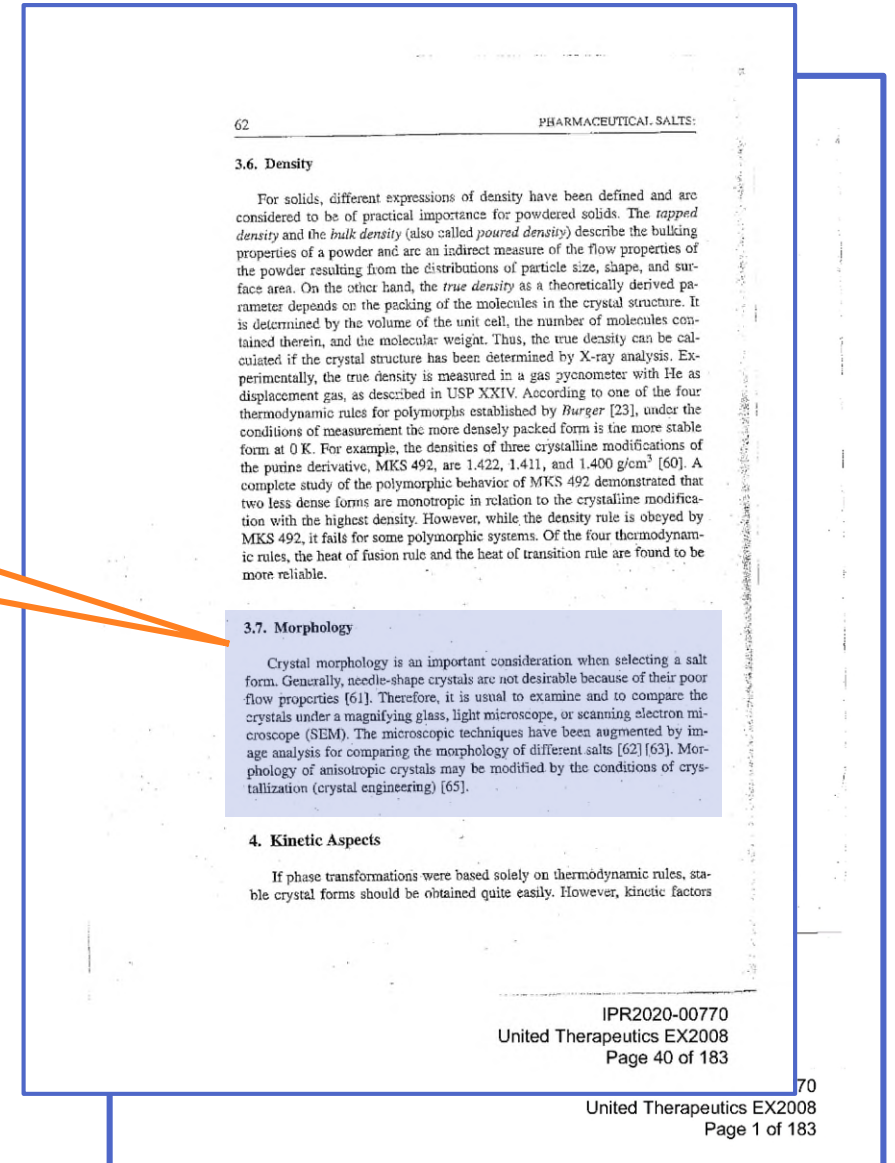 62 PHARMACEUTICAL SALTS:
3.6. Density
For solids, different expressions of density have been defined and are
considered to be of practical importance for powdered solids. The tapped
density and the bulk density (also called poured density) describe the bulking
properties of a powder and are an indirect measure of the flow properties of
the powder resulting from the distributions of particle size, shape, and sur-
face area. On the other hand, the true density as a theoretically derived pa-
rameter depends on the packing of the molecules in the crystal structure. It
is determined by the volume of the unit cell, the number of molecules con-
tained therein, and the molecular weight. Thus, the true density can be cal-
culated if the crystal structure has been determined by X-ray analysis. Ex-
perimentally, the true density is measured in a gas pycnometer with He as
displacement gas, as described in USP XXIV. According to one of the four
thermodynamic rules for polymorphs established by Burger [23], under the
conditions of measurement the more densely packed form is the more stable
form at 0 K. For example, the densities of three crystalline modifications of
the purine derivative, MKS 492, are 1.422, 1.411, and 1.400 g/cm³ [60]. A
complete study of the polymorphic behavior of MKS 492 demonstrated that
two less dense forms are monotropic in relation to the crystalline modifica-
tion with the highest density. However, while the density rule is obeyed by
MKS 492, it fails for some polymorphic systems. Of the four thermodynam-
ic rules, the heat of fusion rule and the heat of transition rule are found to be
more reliable.
3.7. Morphology
Crystal morphology is an important consideration when selecting a salt
form. Generally, needle-shape crystals are not desirable because of their poor
flow properties [61]. Therefore, it is usual to examine and to compare the
crystals under a magnifying glass, light microscope, or scanning electron mi-
croscope (SEM). The microscopic techniques have been augmented by im-
age analysis for comparing the morphology of different salts [62] [63]. Mor-
phology of anisotropic crystals may be modified by the conditions of crys-
tallization (crystal engineering) [65].
4. Kinetic Aspects
If phase transformations were based solely on thermodynamic rules, sta-
ble crystal forms should be obtained quite easily. However, kinetic factors
IPR2020-00770
United Therapeutics EX2008
Page 40 of 183
70
United Therapeutics EX2008
Page 1 of 183